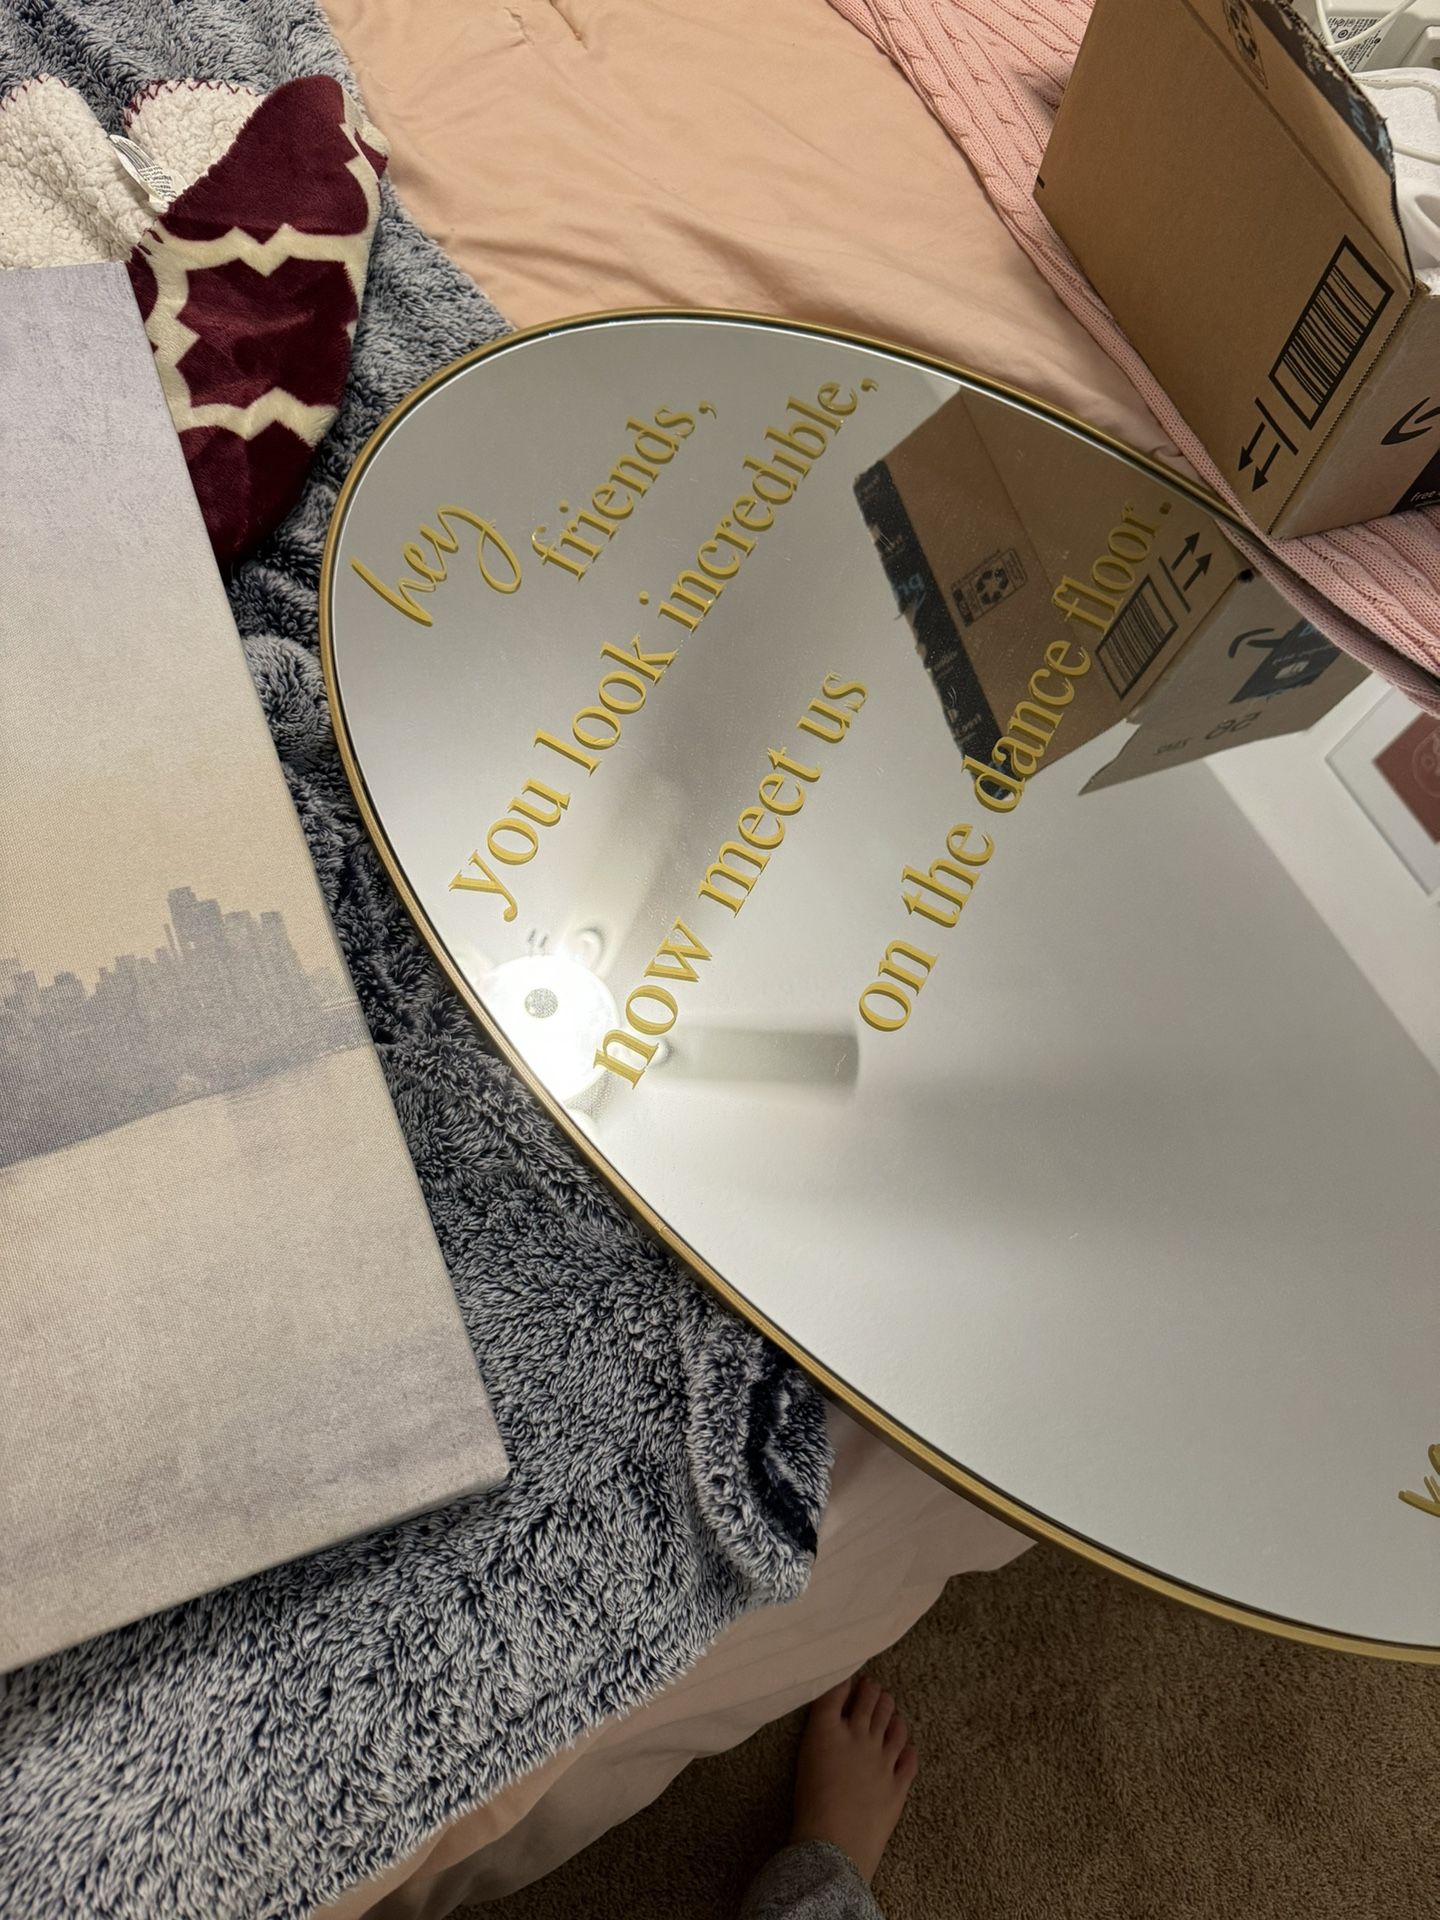 hey
friends,
you look incredible,
now meet us
on the dance floor.